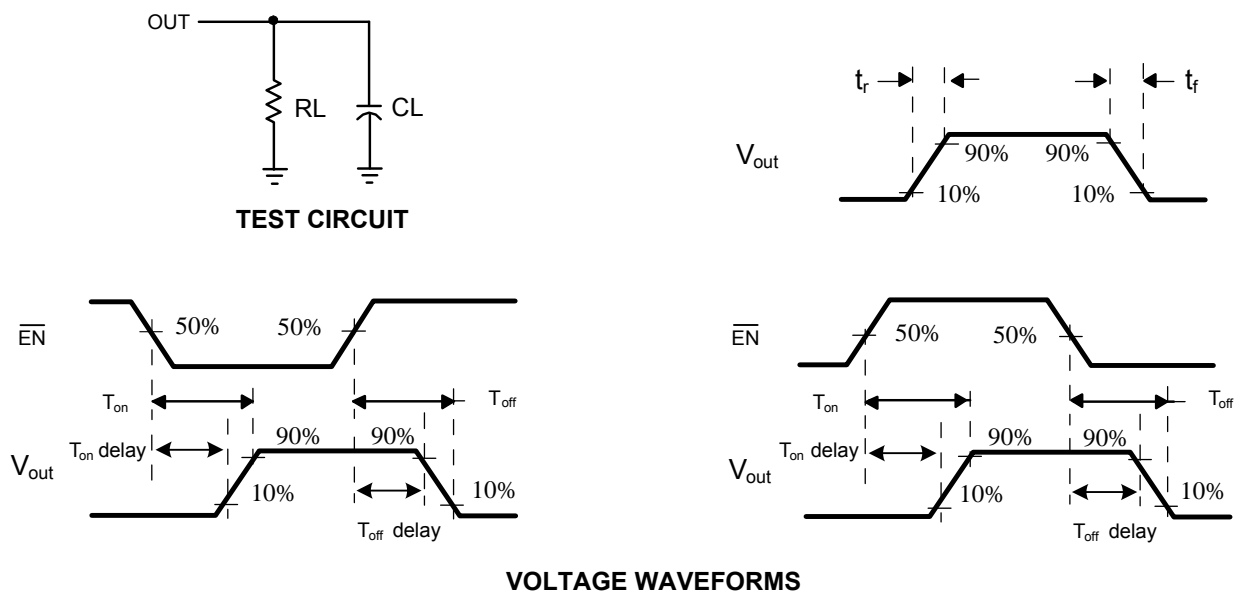 OUT
RL
CL
TEST CIRCUIT
tr
tf
Vout
90%
90%
10%
10%
EN
50%
50%
Ton
Toff
Ton delay
90%
90%
Vout
10%
10%
Toff delay
EN
50%
50%
Ton
Toff
Ton delay
90%
90%
Vout
10%
10%
Toff delay
VOLTAGE WAVEFORMS